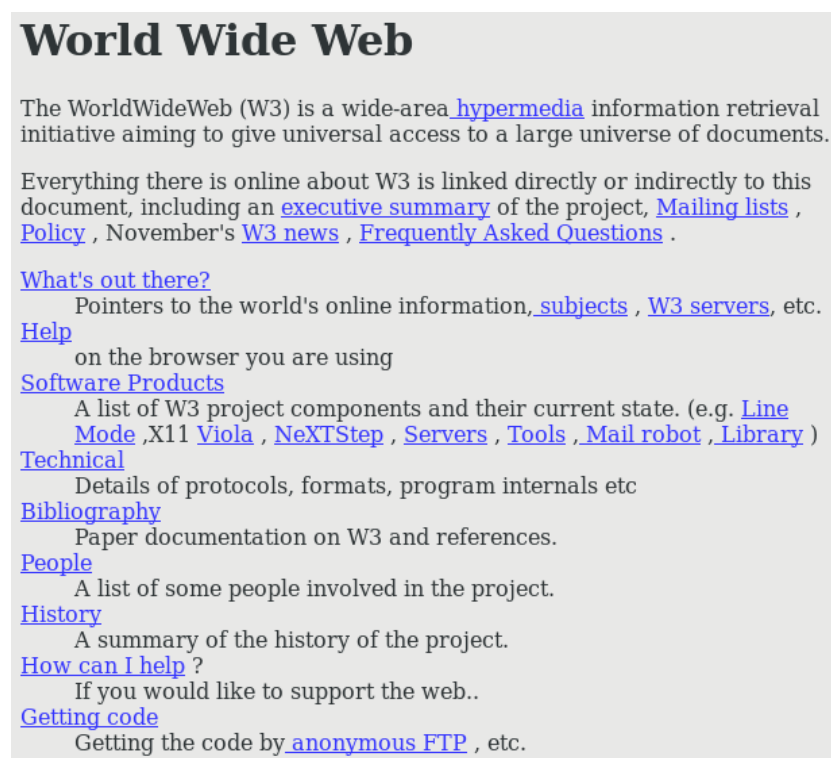 World Wide Web
The WorldWideWeb (W3) is a wide-area hypermedia information retrieval
initiative aiming to give universal access to a large universe of documents.
Everything there is online about W3 is linked directly or indirectly to this
document, including an executive summary of the project, Mailing lists ,
Policy , November's W3 news , Frequently Asked Questions .
What's out there?
Pointers to the world's online information, subjects , W3 servers, etc.
Help
on the browser you are using
Software Products
A list of W3 project components and their current state. (e.g. Line
Mode ,X11 Viola , NeXTStep , Servers , Tools , Mail robot , Library )
Technical
Details of protocols, formats, program internals etc
Bibliography
Paper documentation on W3 and references.
People
A list of some people involved in the project.
History
A summary of the history of the project.
How can I help ?
If you would like to support the web..
Getting code
Getting the code by anonymous FTP , etc.